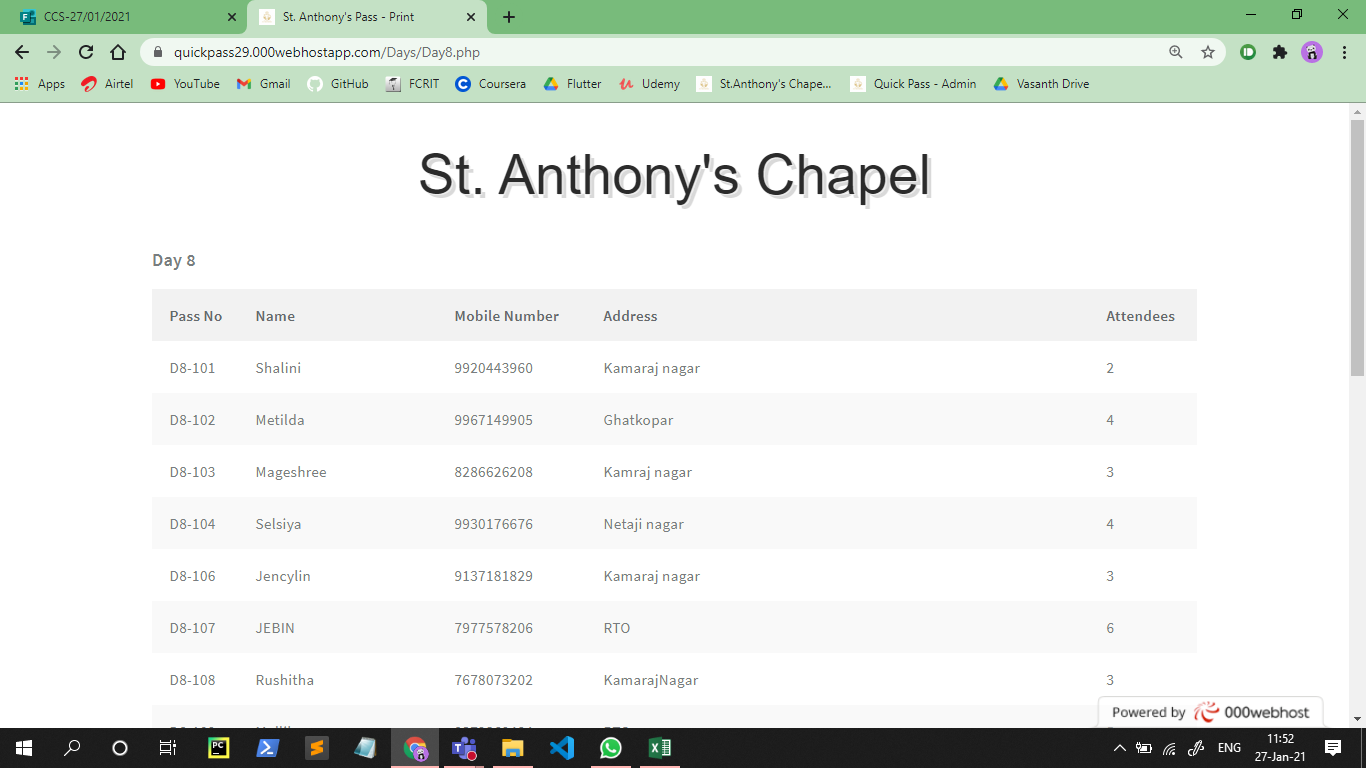 CCS-27/01/2021
St. Anthony's Pass - Print
quickpass29.000webhostapp.com/Days/Day8.php
Apps Airtel YouTube Gmail GitHub FCRIT Coursera Flutter Udemy St.Anthony's Chape... Quick Pass - Admin Vasanth Drive
St. Anthony's Chapel
Day 8
Pass No Name Mobile Number Address Attendees
D8-101 Shalini 9920443960 Kamaraj nagar 2
D8-102 Metilda 9967149905 Ghatkopar 4
D8-103 Mageshree 8286626208 Kamraj nagar 3
D8-104 Selsiya 9930176676 Netaji nagar 4
D8-106 Jencylin 9137181829 Kamaraj nagar 3
D8-107 JEBIN 7977578206 RTO 6
D8-108 Rushitha 7678073202 KamarajNagar 3
Powered by 000webhost
PC
ENG
11:52
27-Jan-21